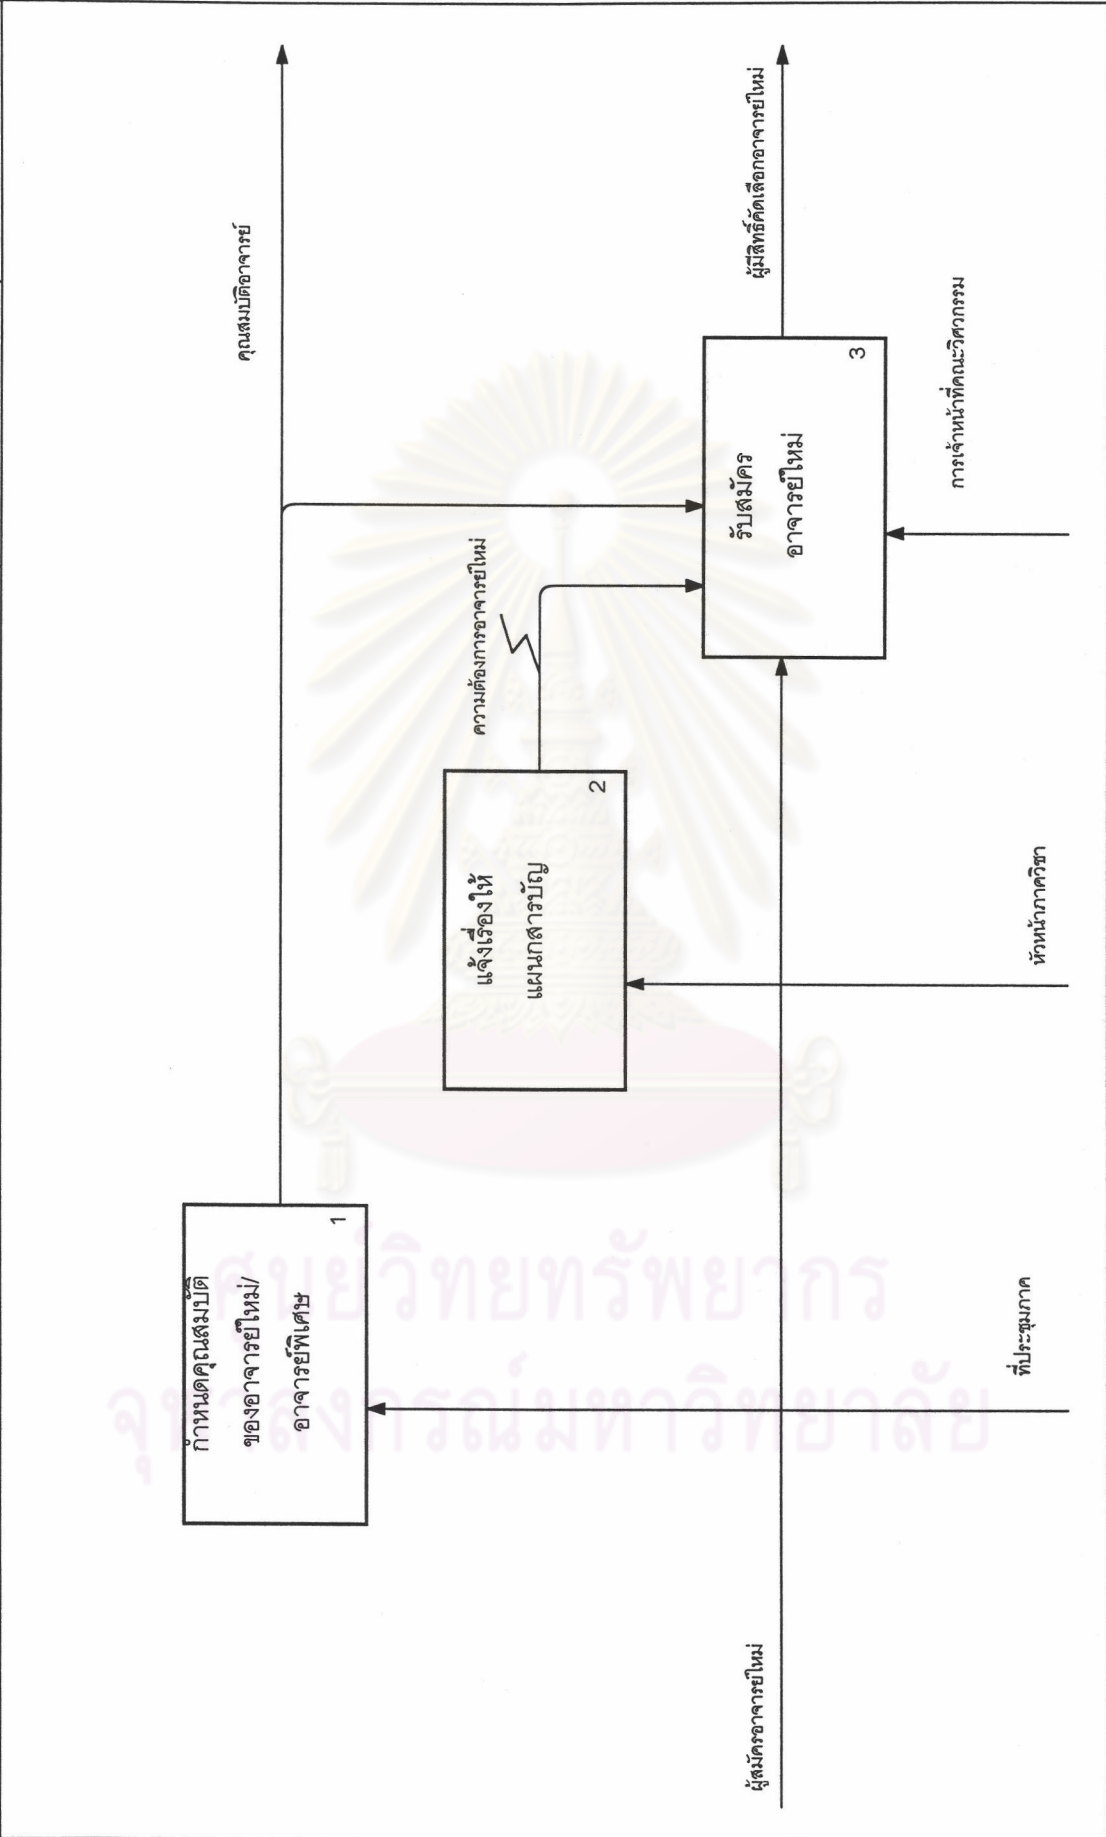 คุณสมบัติอาจารย์
กำหนดคุณสมบัติ
ของอาจารย์ใหม่/
อาจารย์พิเศษ
1
ความต้องการอาจารย์ใหม่
แจ้งเรื่องให้
แผนกสารบัญ
2
ผู้สมัครอาจารย์ใหม่
รับสมัคร
อาจารย์ใหม่
3
ผู้มีสิทธิ์คัดเลือกอาจารย์ใหม่
ที่ประชุมภาค
หัวหน้าภาควิชา
การเจ้าหน้าที่คณะวิศวกรรม
ศูนย์วิทยทรัพยากร
จุฬาลงกรณ์มหาวิทยาลัย